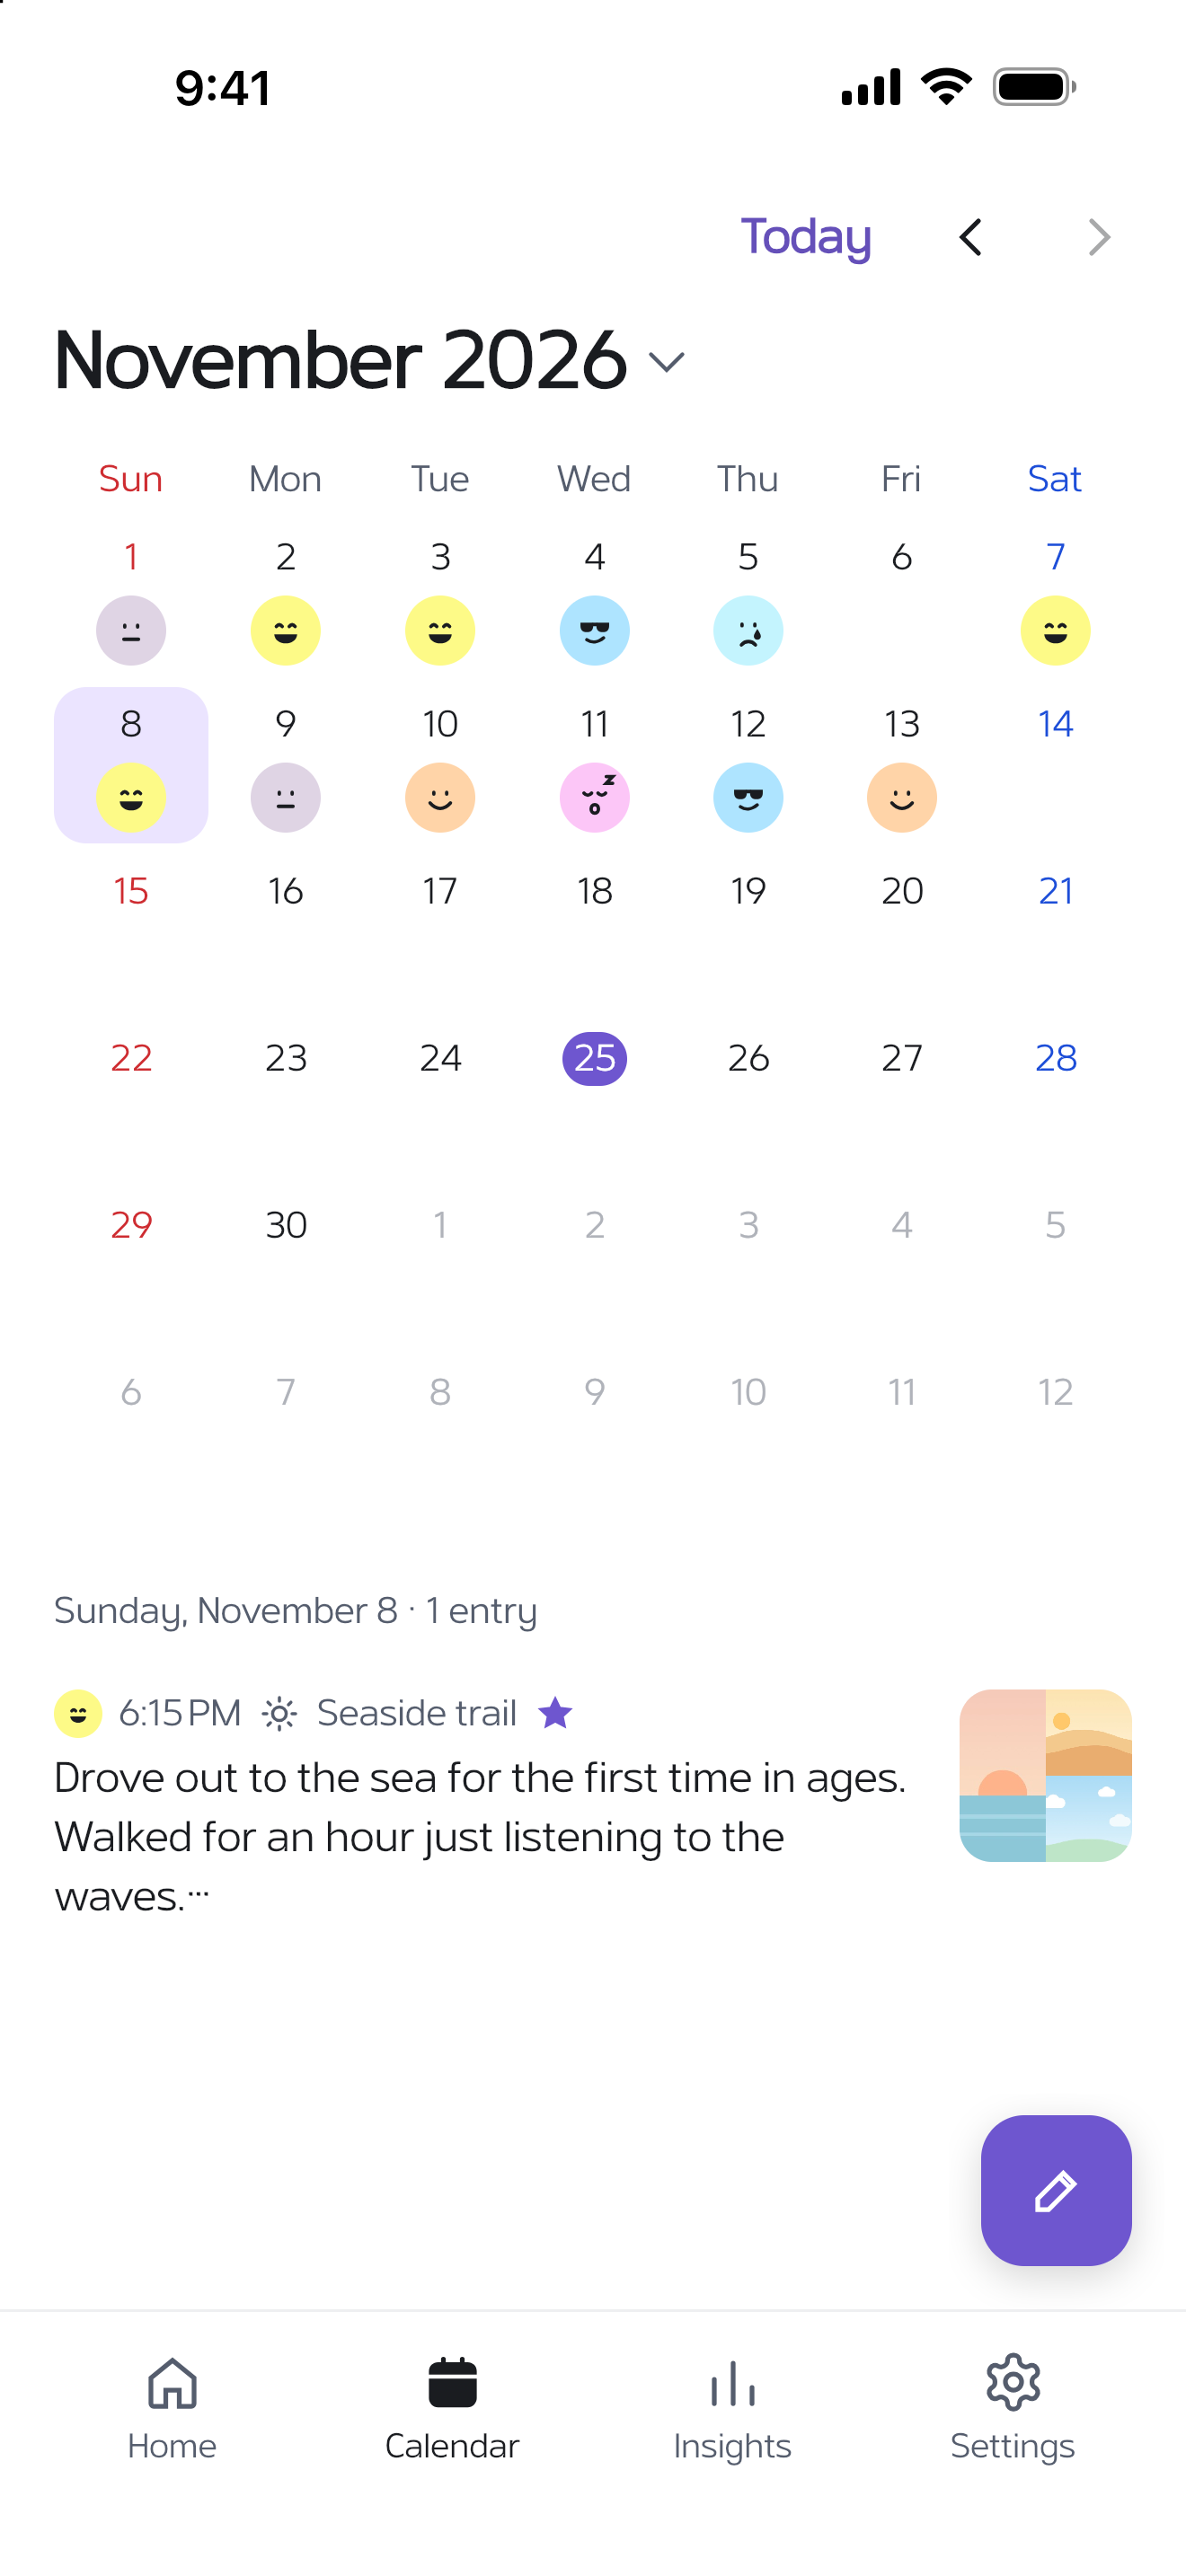 9:41
Today
November 2026
Sun Mon Tue Wed Thu Fri Sat
1 2 3 4 5 6 7
8 9 10 11 12 13 14
15 16 17 18 19 20 21
22 23 24 25 26 27 28
29 30 1 2 3 4 5
6 7 8 9 10 11 12
Sunday, November 8 · 1 entry
6:15 PM Seaside trail
Drove out to the sea for the first time in ages.
Walked for an hour just listening to the
waves.…
Home Calendar Insights Settings